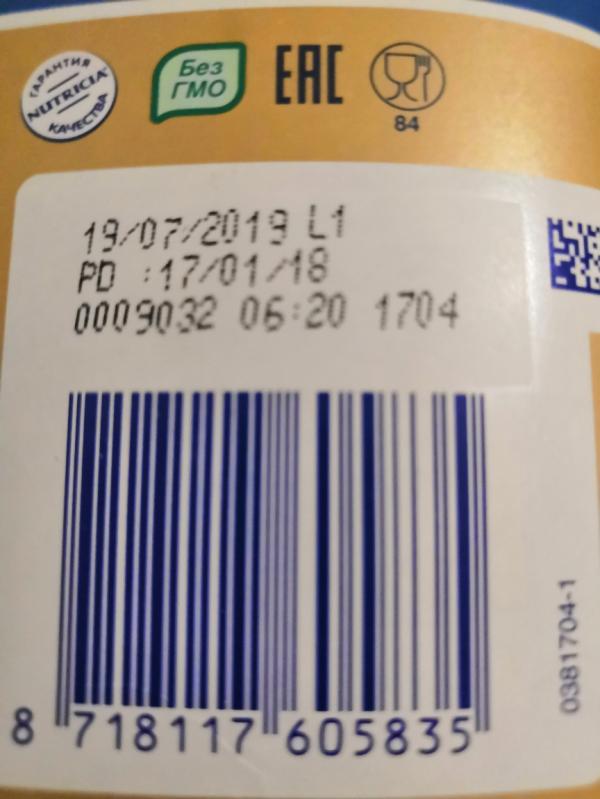 ГАРАНТИЯ
NUTRICIA
КАЧЕСТВА
Без
ГМО
EAC
84
19/07/2019 L1
PD :17/01/18
0009032 06:20 1704
8 718117 605835
0381704-1